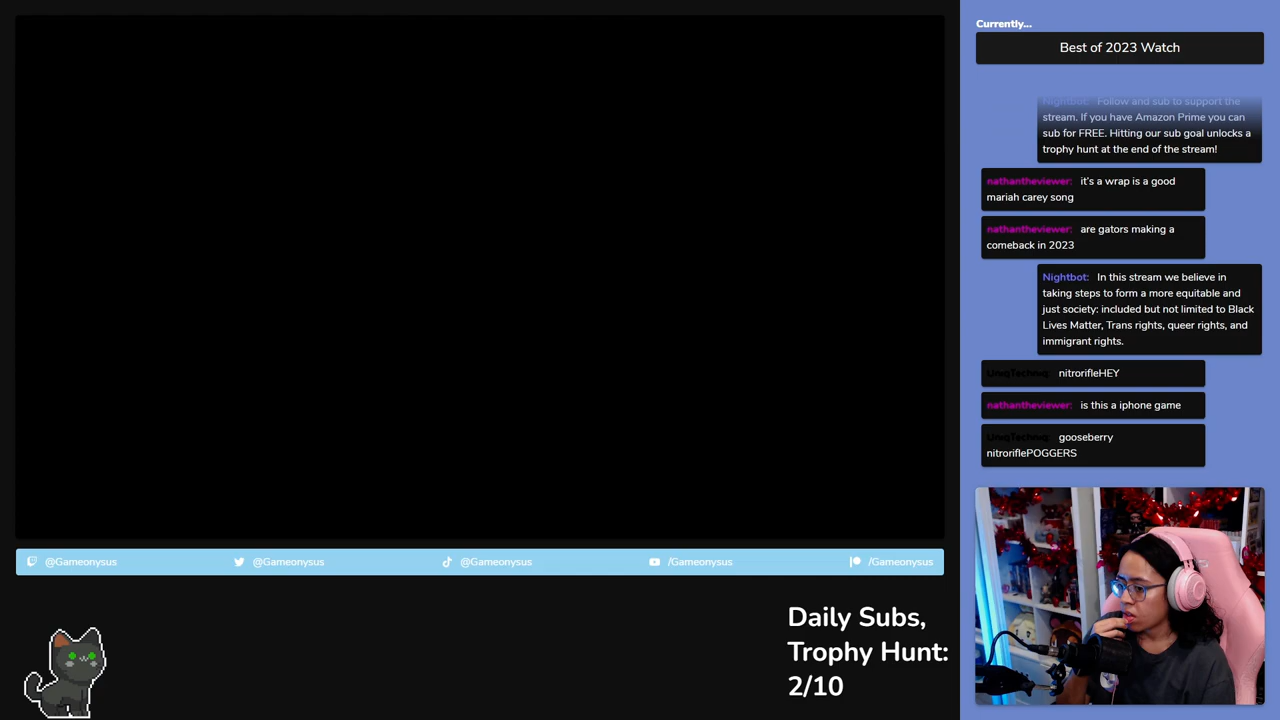 Currently...
Best of 2023 Watch
Nightbot: Follow and sub to support the
stream. If you have Amazon Prime you can
sub for FREE. Hitting our sub goal unlocks a
trophy hunt at the end of the stream!
nathantheviewer: it's a wrap is a good
mariah carey song
nathantheviewer: are gators making a
comeback in 2023
Nightbot: In this stream we believe in
taking steps to form a more equitable and
just society: included but not limited to Black
Lives Matter, Trans rights, queer rights, and
immigrant rights.
UniqTechniq: nitrorifleHEY
nathantheviewer: is this a iphone game
UniqTechniq: gooseberry
nitroriflePOGGERS
@Gameonysus
@Gameonysus
@Gameonysus
/Gameonysus
/Gameonysus
Daily Subs,
Trophy Hunt:
2/10